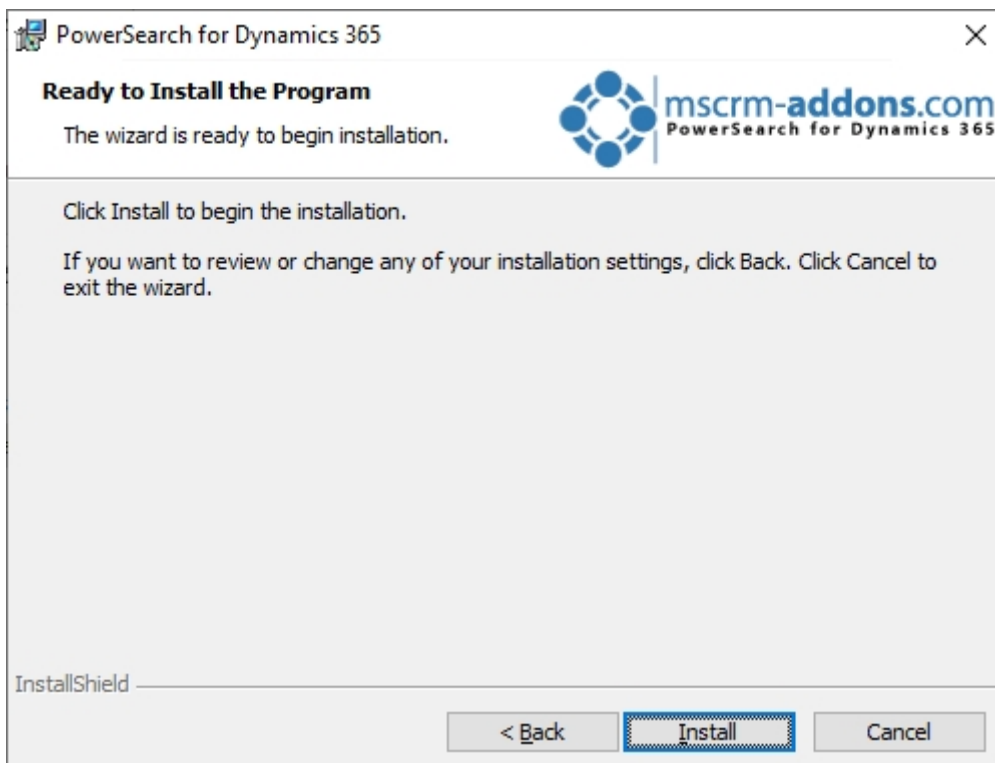 PowerSearch for Dynamics 365
Ready to Install the Program
The wizard is ready to begin installation.
mscrm-addons.com
PowerSearch for Dynamics 365
Click Install to begin the installation.
If you want to review or change any of your installation settings, click Back. Click Cancel to
exit the wizard.
InstallShield
< Back
Install
Cancel